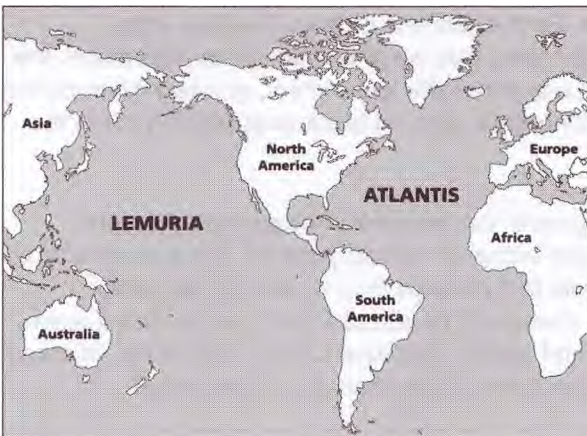 Asia
North
America
Europe
ATLANTIS
LEMURIA
Africa
South
America
Australia